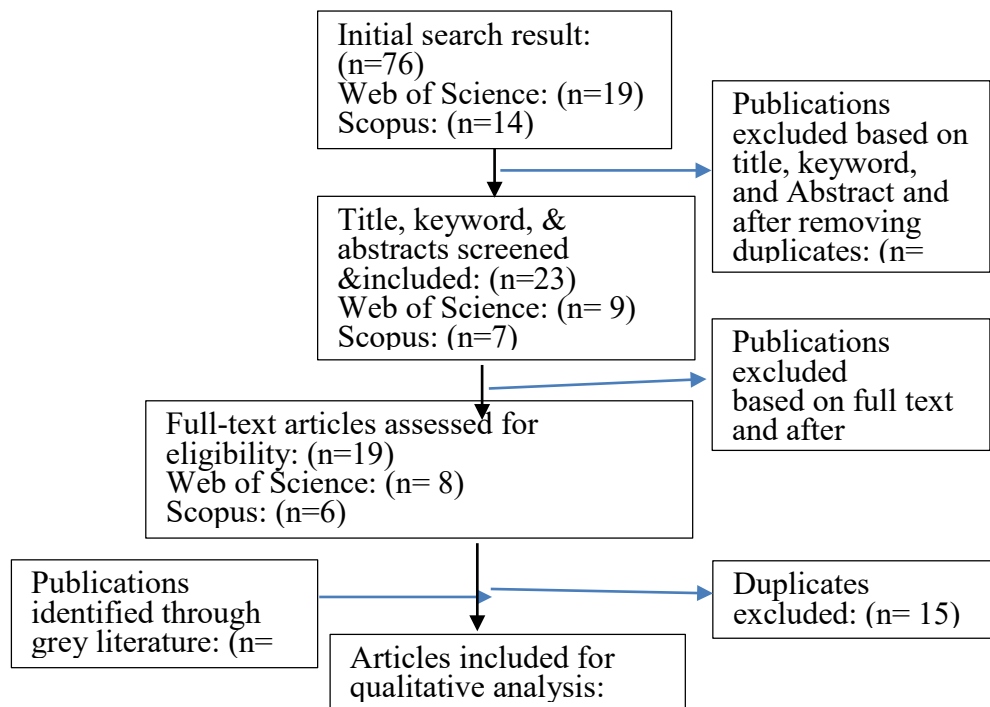 Initial search result:
(n=76)
Web of Science: (n=19)
Scopus: (n=14)
Publications
excluded based on
title, keyword,
and Abstract and
after removing
duplicates: (n=
Title, keyword, &
abstracts screened
&included: (n=23)
Web of Science: (n= 9)
Scopus: (n=7)
Publications
excluded
based on full text
and after
Full-text articles assessed for
eligibility: (n=19)
Web of Science: (n= 8)
Scopus: (n=6)
Publications
identified through
grey literature: (n=
Duplicates
excluded: (n= 15)
Articles included for
qualitative analysis: